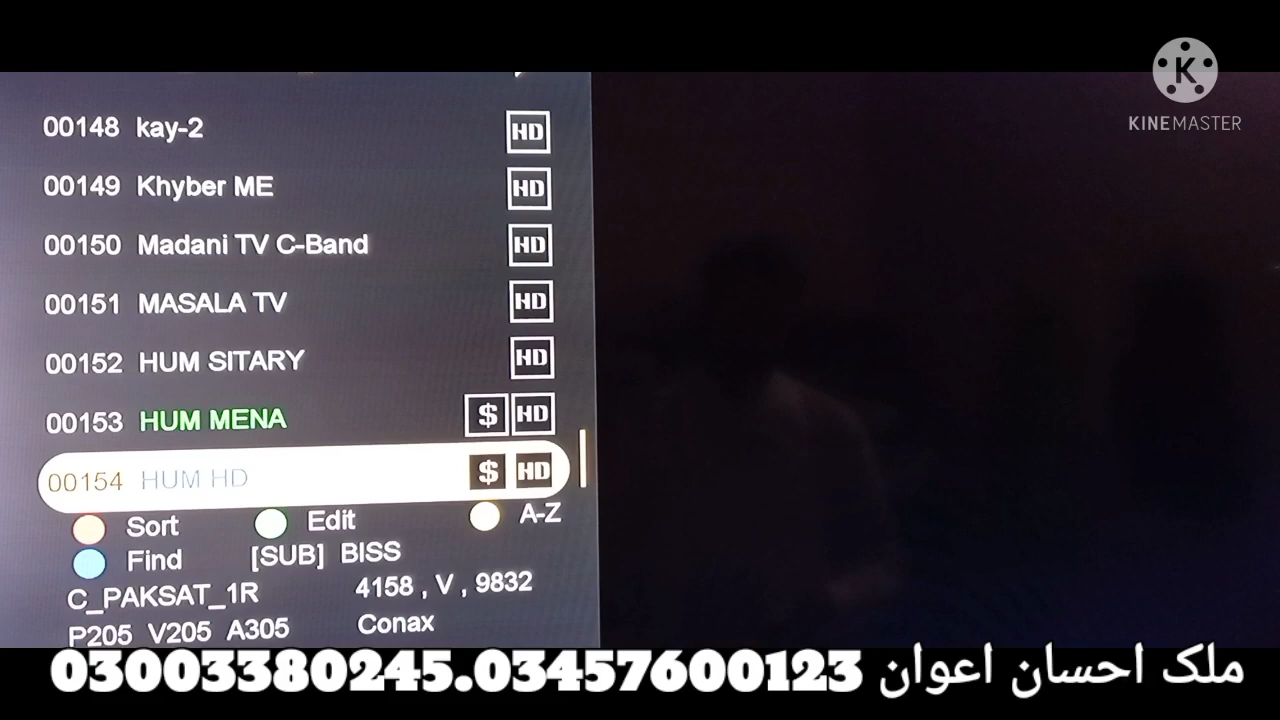 KINEMASTER
00148 kay-2 HD
00149 Khyber ME HD
00150 Madani TV C-Band HD
00151 MASALA TV HD
00152 HUM SITARY HD
00153 HUM MENA $ HD
00154 HUM HD $ HD
Sort Edit A-Z
Find [SUB] BISS
C_PAKSAT_1R 4158 , V , 9832
P205 V205 A305 Conax
03003380245.03457600123 ملک احسان اعوان